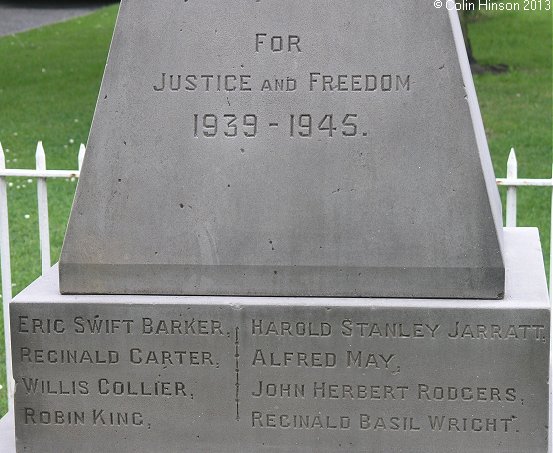 ©Colin Hinson 2013
FOR
JUSTICE AND FREEDOM
1939 - 1945.
ERIC SWIFT BARKER,
REGINALD CARTER,
WILLIS COLLIER,
ROBIN KING,
HAROLD STANLEY JARRATT,
ALFRED MAY,
JOHN HERBERT RODGERS,
REGINALD BASIL WRIGHT.